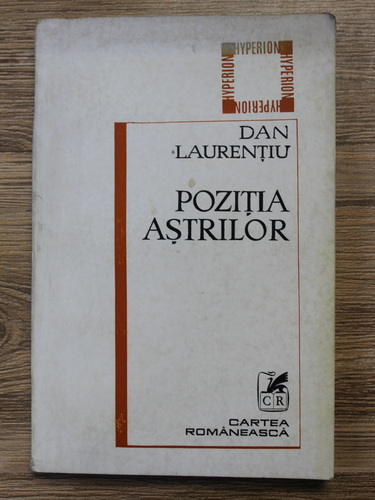 HYPERION
HYPERION
HYPERION
HYPERION
DAN
LAURENȚIU
POZIȚIA
AȘTRILOR
CR
CARTEA
ROMÂNEASCĂ